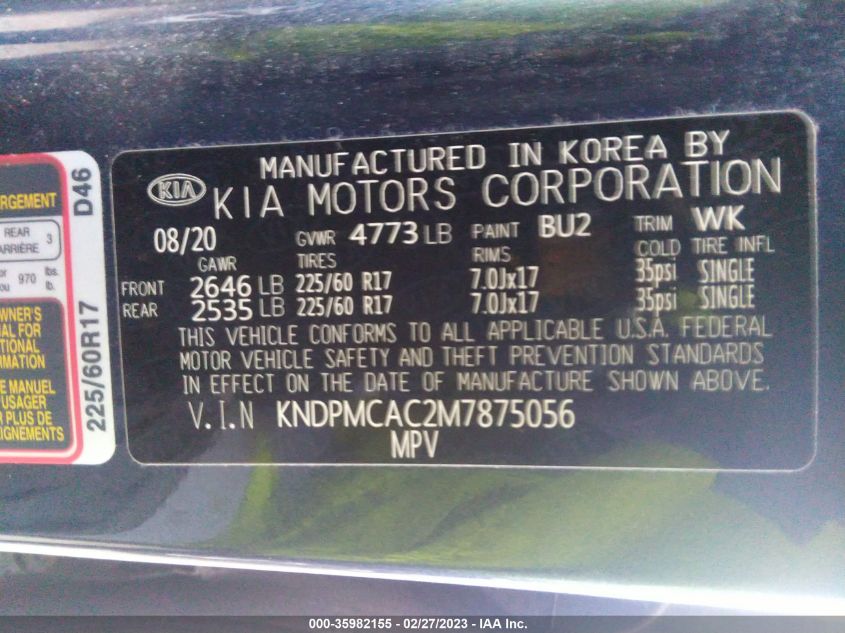 MANUFACTURED IN KOREA BY
KIA
KIA MOTORS CORPORATION
08/20 GVWR 4773 LB PAINT BU2 TRIM WK
GAWR TIRES RIMS COLD TIRE INFL
FRONT 2646 LB 225/60 R17 7.0Jx17 35psi SINGLE
REAR 2535 LB 225/60 R17 7.0Jx17 35psi SINGLE
THIS VEHICLE CONFORMS TO ALL APPLICABLE U.S.A. FEDERAL
MOTOR VEHICLE SAFETY AND THEFT PREVENTION STANDARDS
IN EFFECT ON THE DATE OF MANUFACTURE SHOWN ABOVE.
V.I.N KNDPMCAC2M7875056
MPV
D46
225/60R17
REAR
3
970 lbs.
lb.
000-35982155 - 02/27/2023 - IAA Inc.